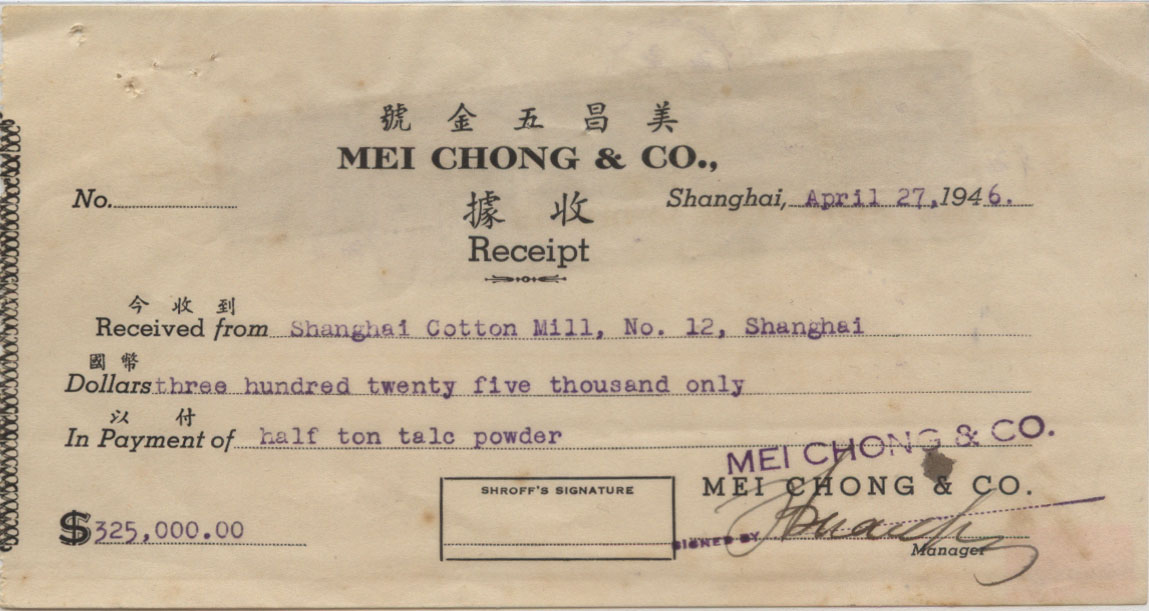 美昌五金號
MEI CHONG & CO.,
No.
Shanghai, April 27, 1946.
收據
Receipt
今收到
Received from Shanghai Cotton Mill, No. 12, Shanghai
國幣
Dollars three hundred twenty five thousand only
以付
In Payment of half ton talc powder
MEI CHONG & CO.
MEI CHONG & CO.
SHROFF'S SIGNATURE
$325,000.00
SIGNED BY
Manager